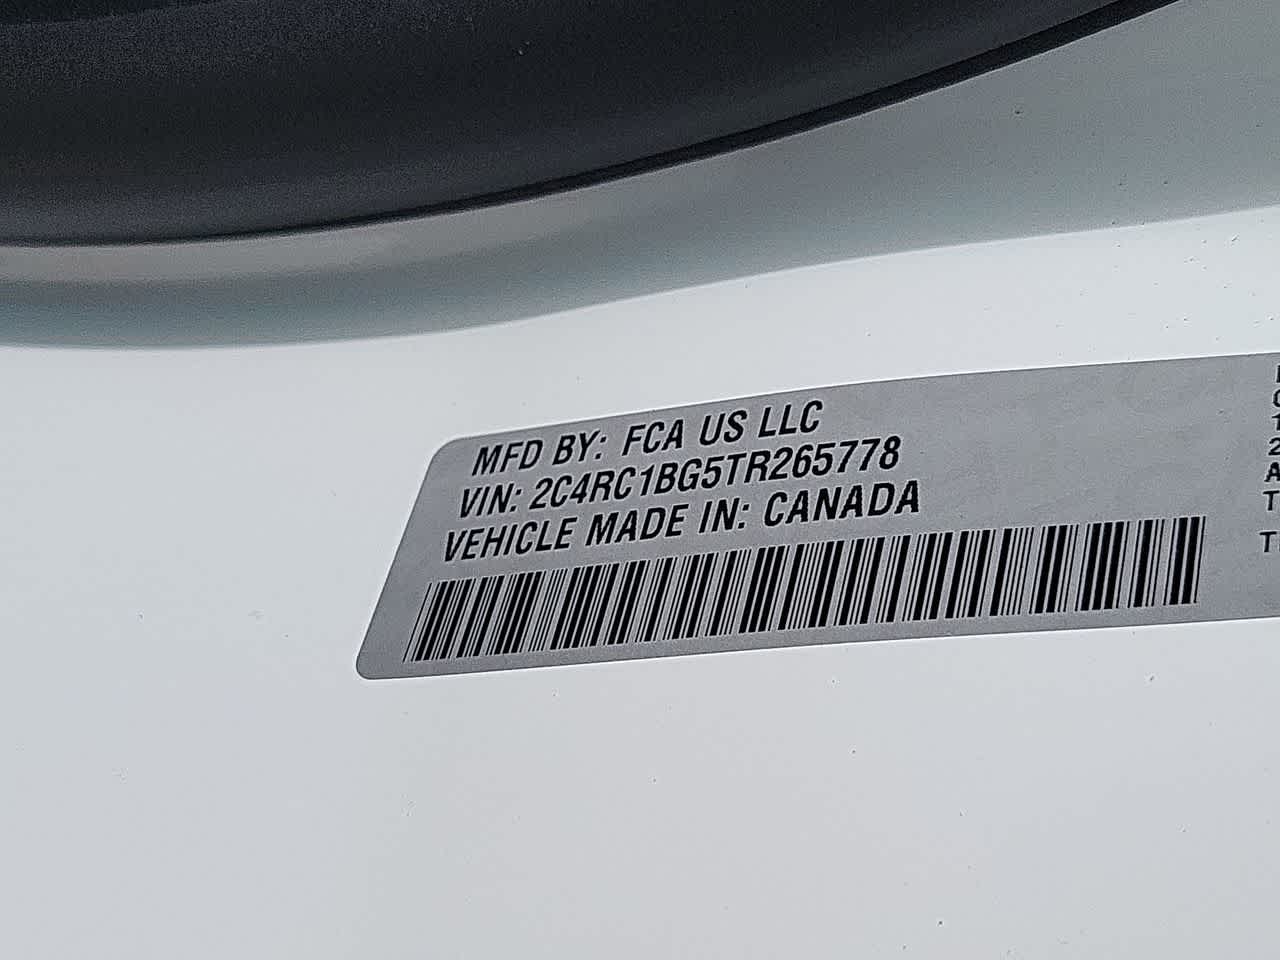 MFD BY: FCA US LLC
VIN: 2C4RC1BG5TR265778
VEHICLE MADE IN: CANADA